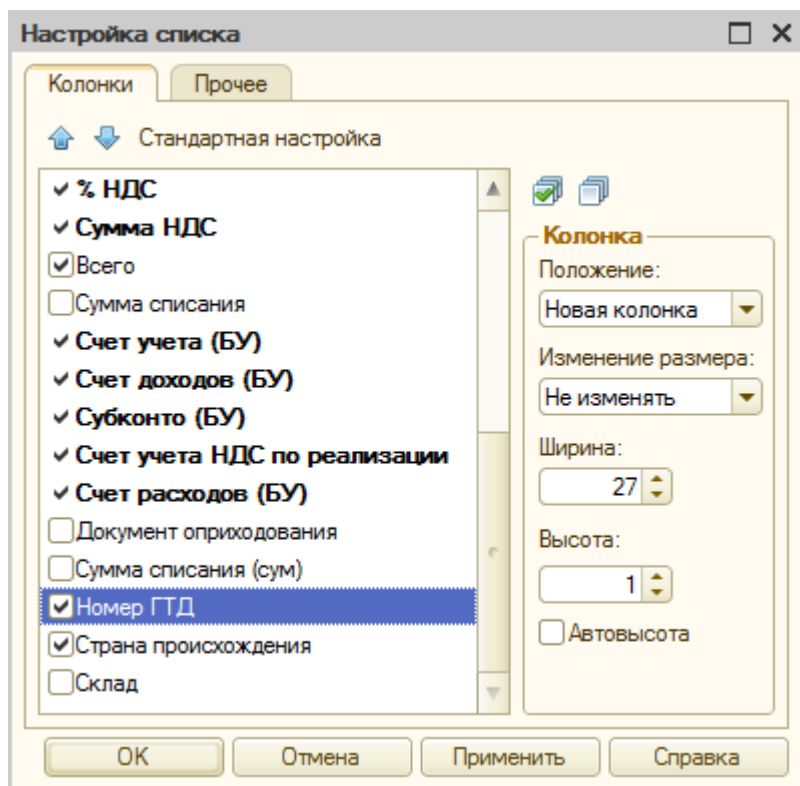 Настройка списка
Колонки
Прочее
Стандартная настройка
% НДС
Сумма НДС
Всего
Сумма списания
Счет учета (БУ)
Счет доходов (БУ)
Субконто (БУ)
Счет учета НДС по реализации
Счет расходов (БУ)
Документ оприходования
Сумма списания (сум)
Номер ГТД
Страна происхождения
Склад
Колонка
Положение:
Новая колонка
Изменение размера:
Не изменять
Ширина:
27
Высота:
1
Автовысота
OK
Отмена
Применить
Справка